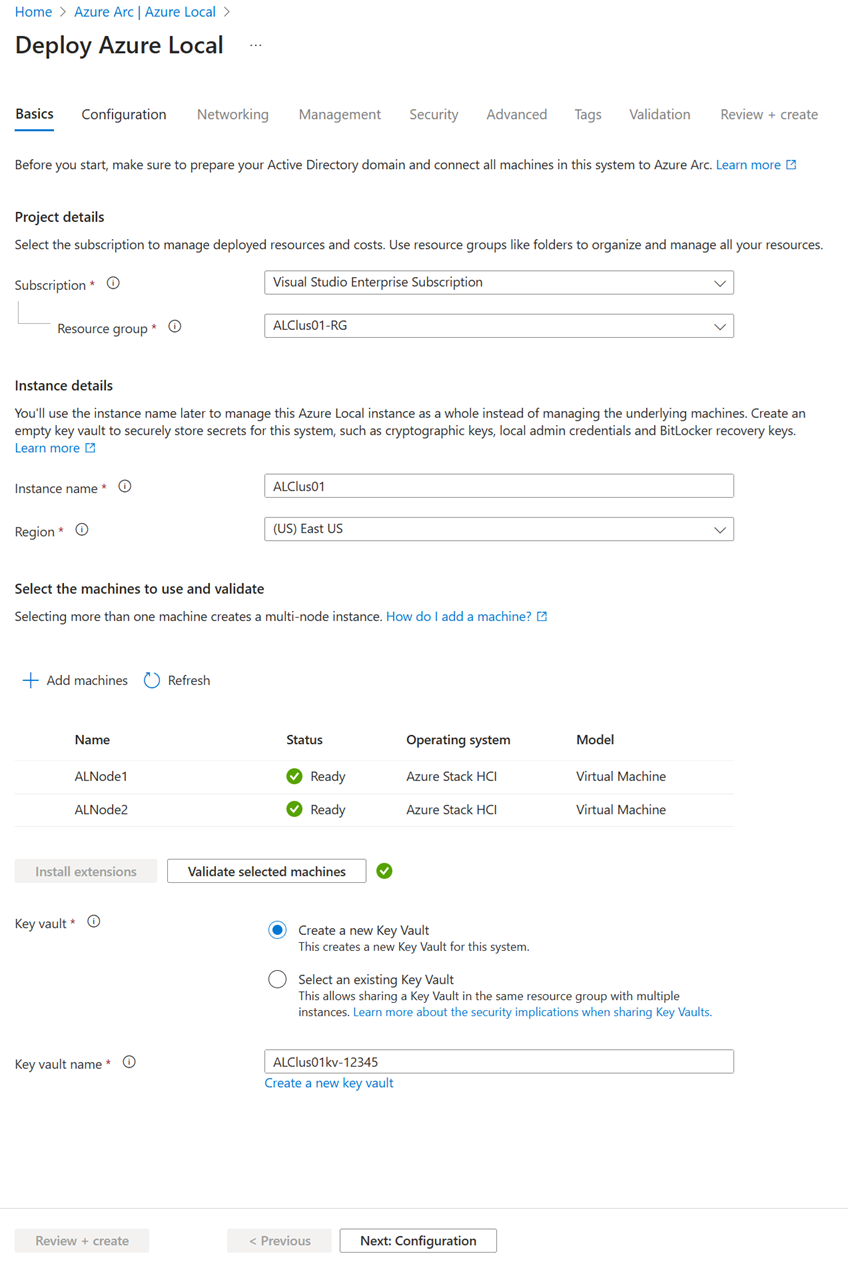 Home > Azure Arc | Azure Local >
Deploy Azure Local ...
Basics Configuration Networking Management Security Advanced Tags Validation Review + create
Before you start, make sure to prepare your Active Directory domain and connect all machines in this system to Azure Arc. Learn more
Project details
Select the subscription to manage deployed resources and costs. Use resource groups like folders to organize and manage all your resources.
Subscription * Visual Studio Enterprise Subscription
Resource group * ALClus01-RG
Instance details
You'll use the instance name later to manage this Azure Local instance as a whole instead of managing the underlying machines. Create an
empty key vault to securely store secrets for this system, such as cryptographic keys, local admin credentials and BitLocker recovery keys.
Learn more
Instance name * ALClus01
Region * (US) East US
Select the machines to use and validate
Selecting more than one machine creates a multi-node instance. How do I add a machine?
+ Add machines Refresh
Name Status Operating system Model
ALNode1 Ready Azure Stack HCI Virtual Machine
ALNode2 Ready Azure Stack HCI Virtual Machine
Install extensions Validate selected machines
Key vault * Create a new Key Vault
This creates a new Key Vault for this system.
Select an existing Key Vault
This allows sharing a Key Vault in the same resource group with multiple
instances. Learn more about the security implications when sharing Key Vaults.
Key vault name * ALClus01kv-12345
Create a new key vault
Review + create < Previous Next: Configuration